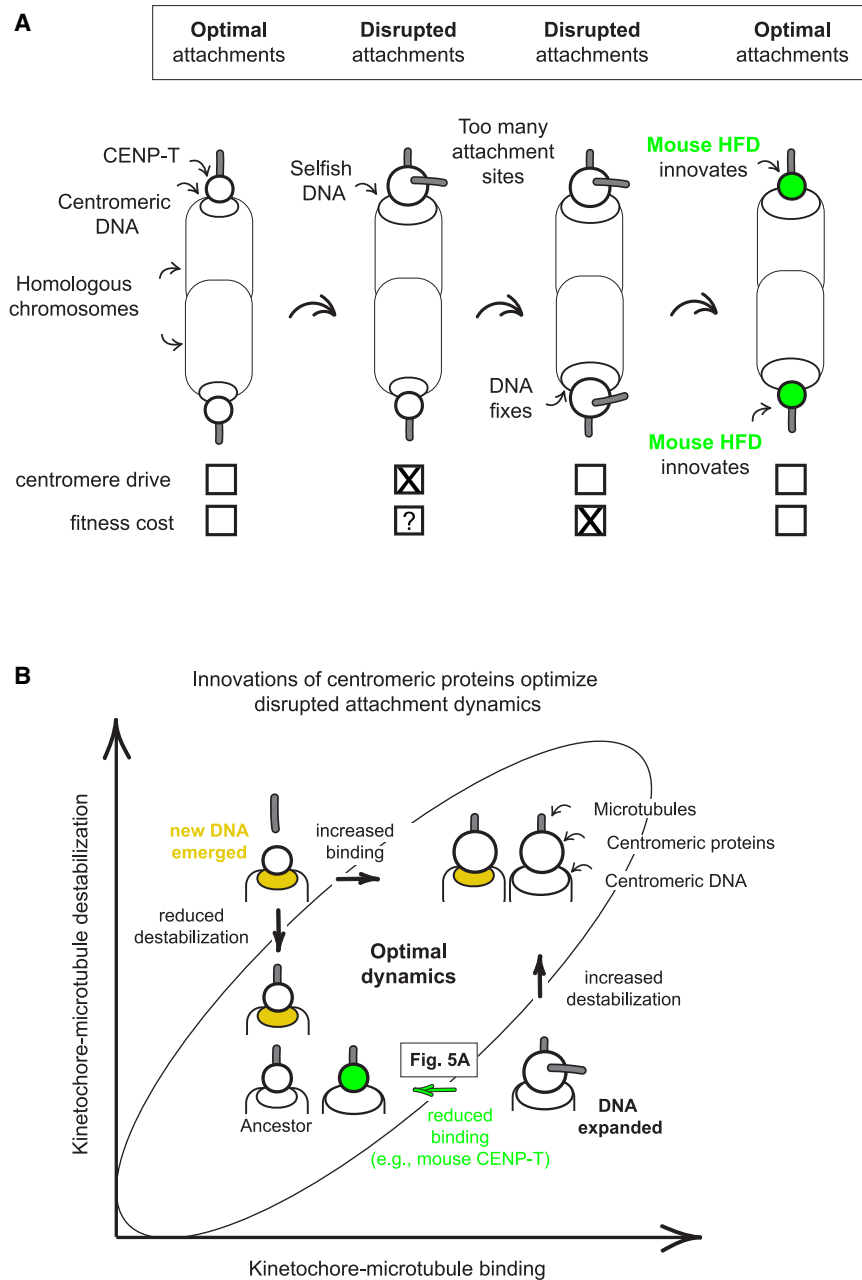 A
Optimal
attachments
Disrupted
attachments
Disrupted
attachments
Optimal
attachments
CENP-T
Centromeric
DNA
Homologous
chromosomes
Selfish
DNA
Too many
attachment
sites
DNA
fixes
Mouse HFD
innovates
Mouse HFD
innovates
centromere drive
X
fitness cost
?
X
B
Innovations of centromeric proteins optimize
disrupted attachment dynamics
Kinetochore-microtubule destabilization
new DNA
emerged
increased
binding
reduced
destabilization
Microtubules
Centromeric proteins
Centromeric DNA
Optimal
dynamics
increased
destabilization
Fig. 5A
Ancestor
reduced
binding
(e.g., mouse CENP-T)
DNA
expanded
Kinetochore-microtubule binding